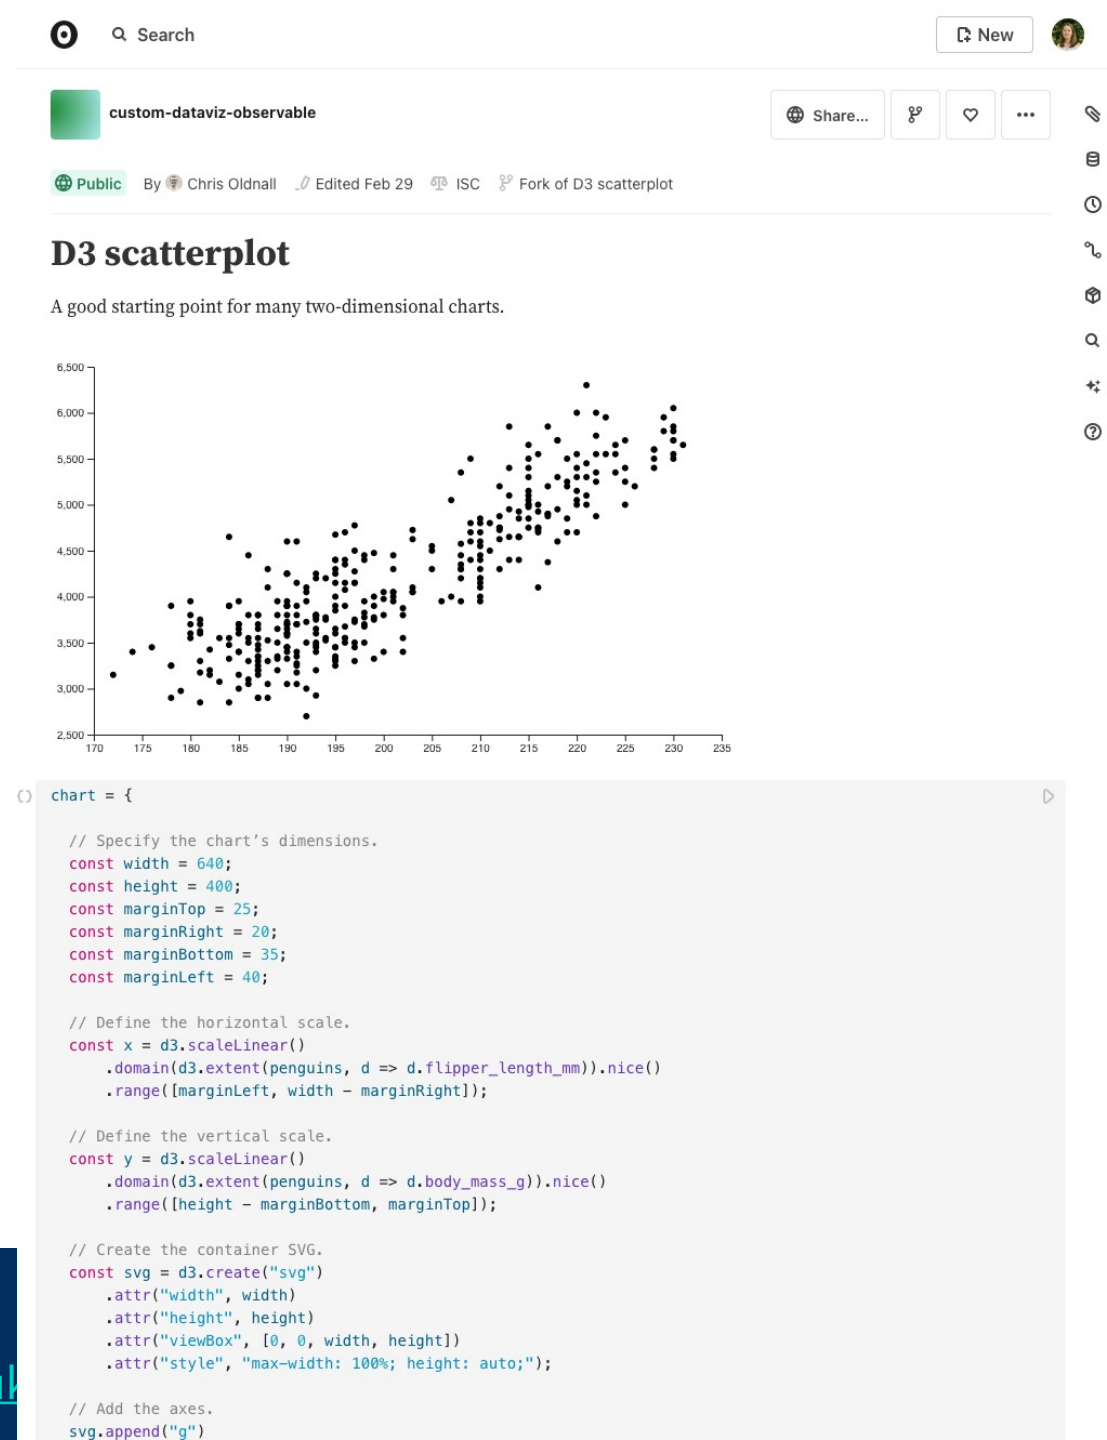 Search
New
custom-dataviz-observable
Share...
Public By Chris Oldnall Edited Feb 29 ISC Fork of D3 scatterplot
D3 scatterplot
A good starting point for many two-dimensional charts.
6,500
6,000
5,500
5,000
4,500
4,000
3,500
3,000
2,500
170 175 180 185 190 195 200 205 210 215 220 225 230 235
chart = {
// Specify the chart’s dimensions.
const width = 640;
const height = 400;
const marginTop = 25;
const marginRight = 20;
const marginBottom = 35;
const marginLeft = 40;
// Define the horizontal scale.
const x = d3.scaleLinear()
.domain(d3.extent(penguins, d => d.flipper_length_mm)).nice()
.range([marginLeft, width − marginRight]);
// Define the vertical scale.
const y = d3.scaleLinear()
.domain(d3.extent(penguins, d => d.body_mass_g)).nice()
.range([height − marginBottom, marginTop]);
// Create the container SVG.
const svg = d3.create("svg")
.attr("width", width)
.attr("height", height)
.attr("viewBox", [0, 0, width, height])
.attr("style", "max-width: 100%; height: auto;");
// Add the axes.
svg.append("g")